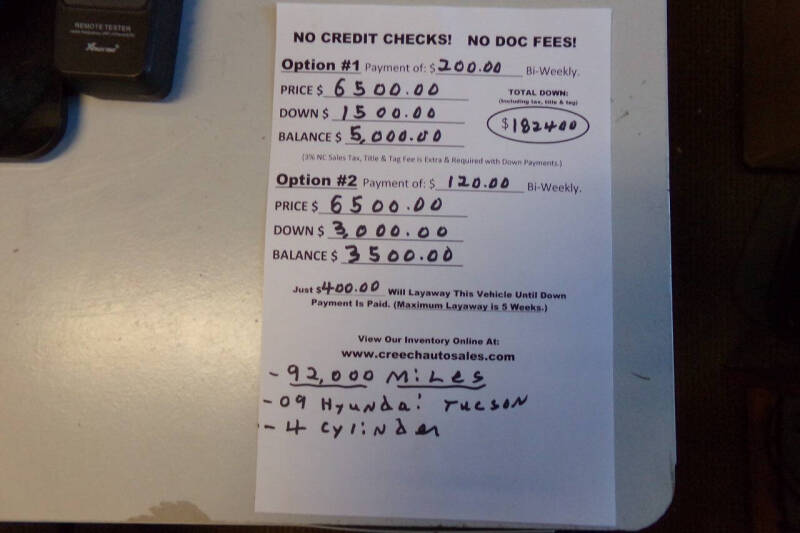 REMOTE TESTER
NO CREDIT CHECKS! NO DOC FEES!
Option #1 Payment of: $200.00 Bi-Weekly.
PRICE $ 6500.00
TOTAL DOWN:
(Including tax, title & tag)
DOWN $ 1500.00
$182400
BALANCE $ 5,000.00
(3% NC Sales Tax, Title & Tag Fee is Extra & Required with Down Payments.)
Option #2 Payment of: $ 120.00 Bi-Weekly.
PRICE $ 6500.00
DOWN $ 3,000.00
BALANCE $ 3500.00
Just $400.00 Will Layaway This Vehicle Until Down
Payment Is Paid. (Maximum Layaway is 5 Weeks.)
View Our Inventory Online At:
www.creechautosales.com
- 92,000 MiLes
- 09 Hyundai TUCSON
- 4 Cylinder